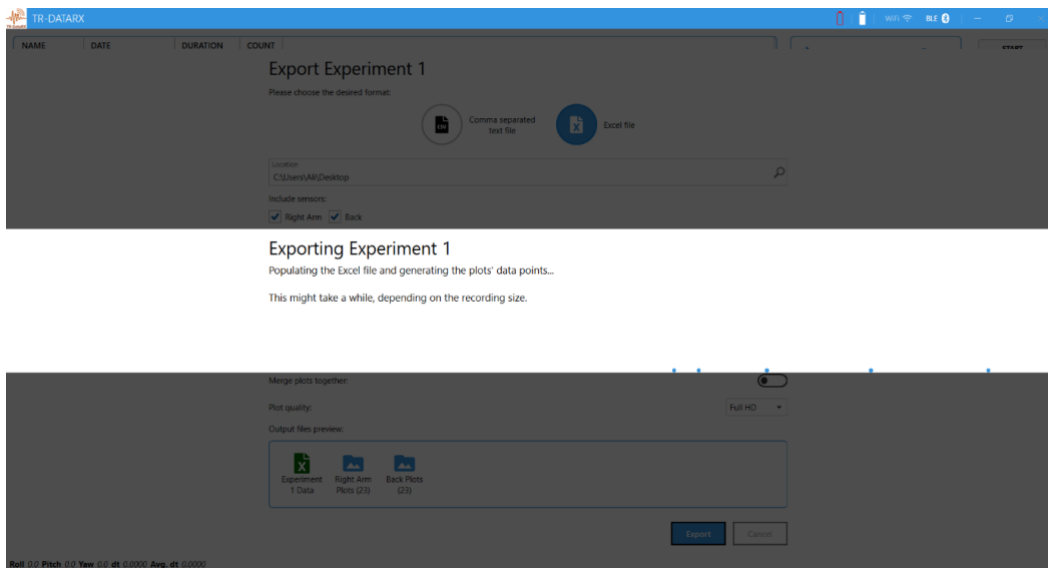 TR-DATARX
WiFi
BLE
NAME DATE DURATION COUNT
START
Export Experiment 1
Please choose the desired format:
CSV
Comma separated
text file
X
Excel file
Location
C:\Users\AV\Desktop
Include sensors:
Right Arm Back
Exporting Experiment 1
Populating the Excel file and generating the plots' data points...
This might take a while, depending on the recording size.
Merge plots together:
Plot quality:
Full HD
Output files preview:
X
Experiment
1 Data
Right Arm
Plots (23)
Back Plots
(23)
Export Cancel
Roll 0.0 Pitch 0.0 Yaw 0.0 dt 0.0000 Avg. dt 0.0000